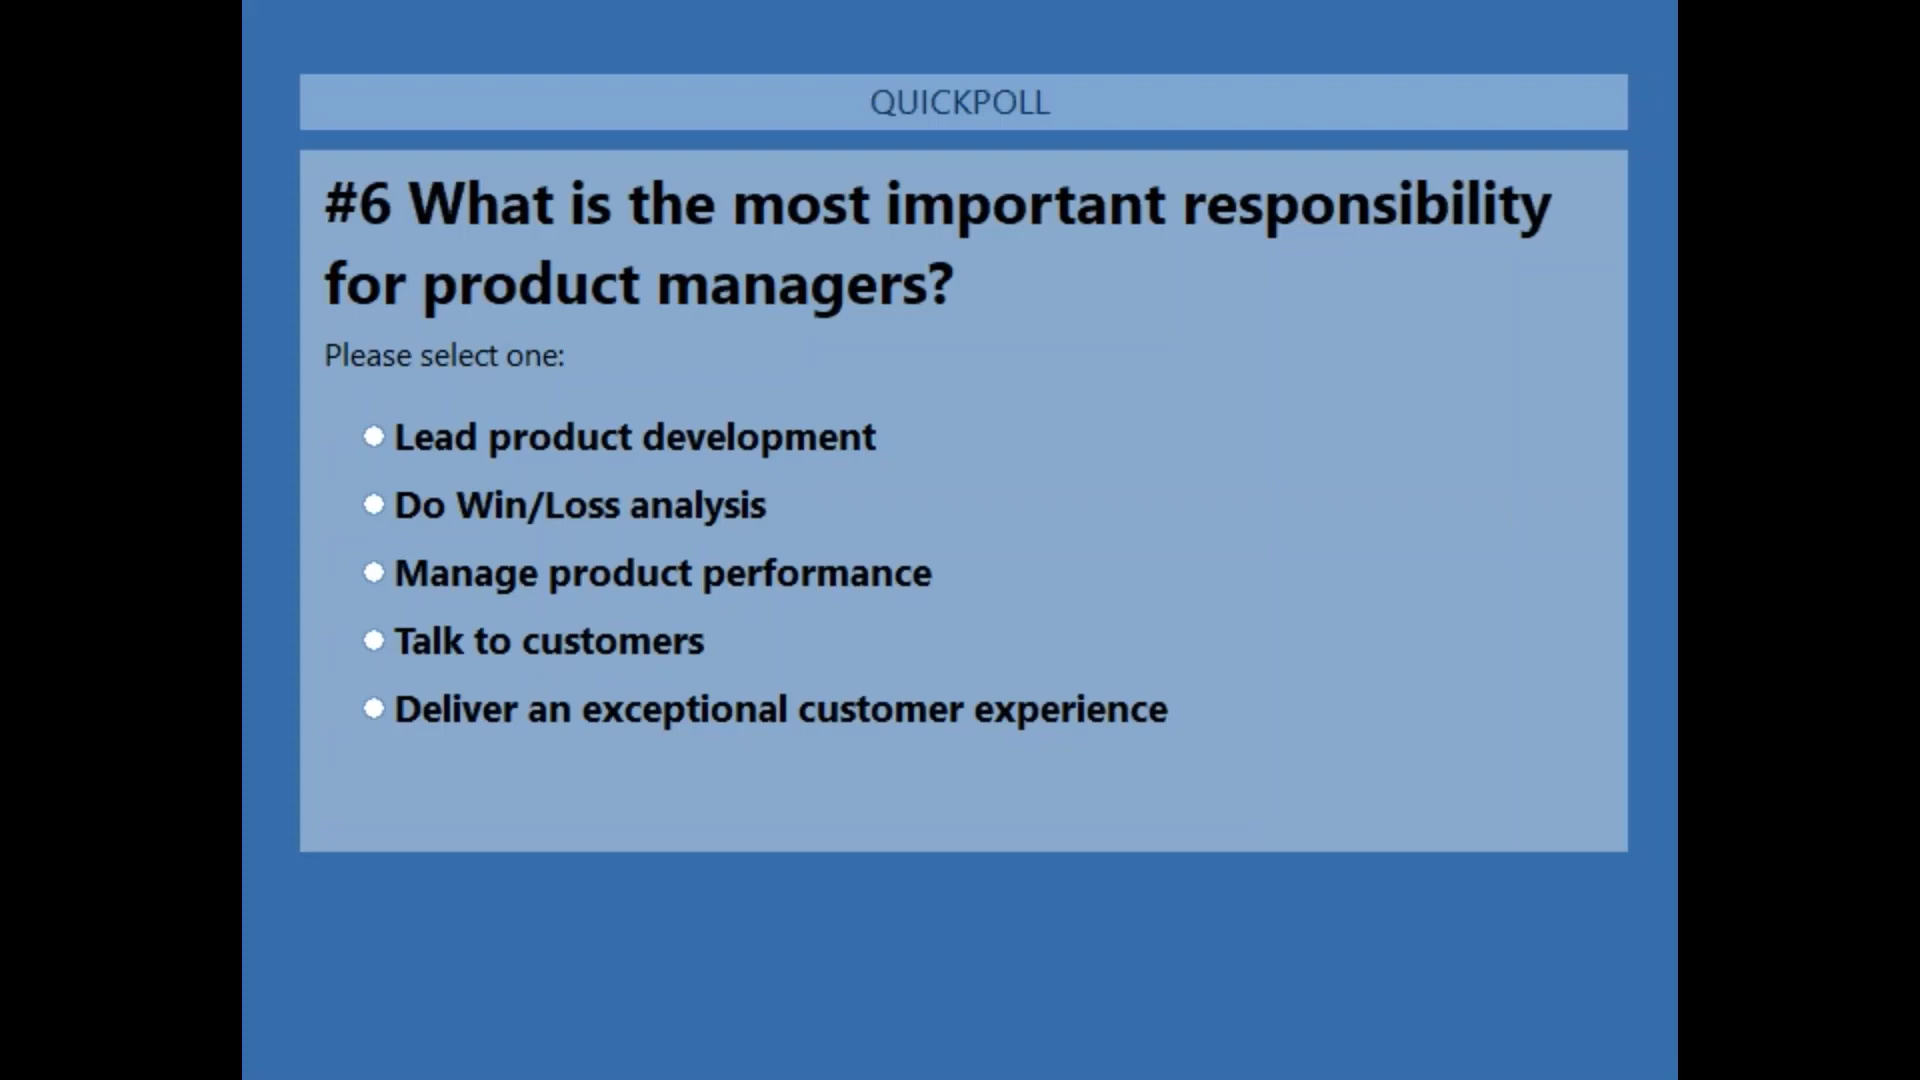 QUICKPOLL
#6 What is the most important responsibility
for product managers?
Please select one:
Lead product development
Do Win/Loss analysis
Manage product performance
Talk to customers
Deliver an exceptional customer experience